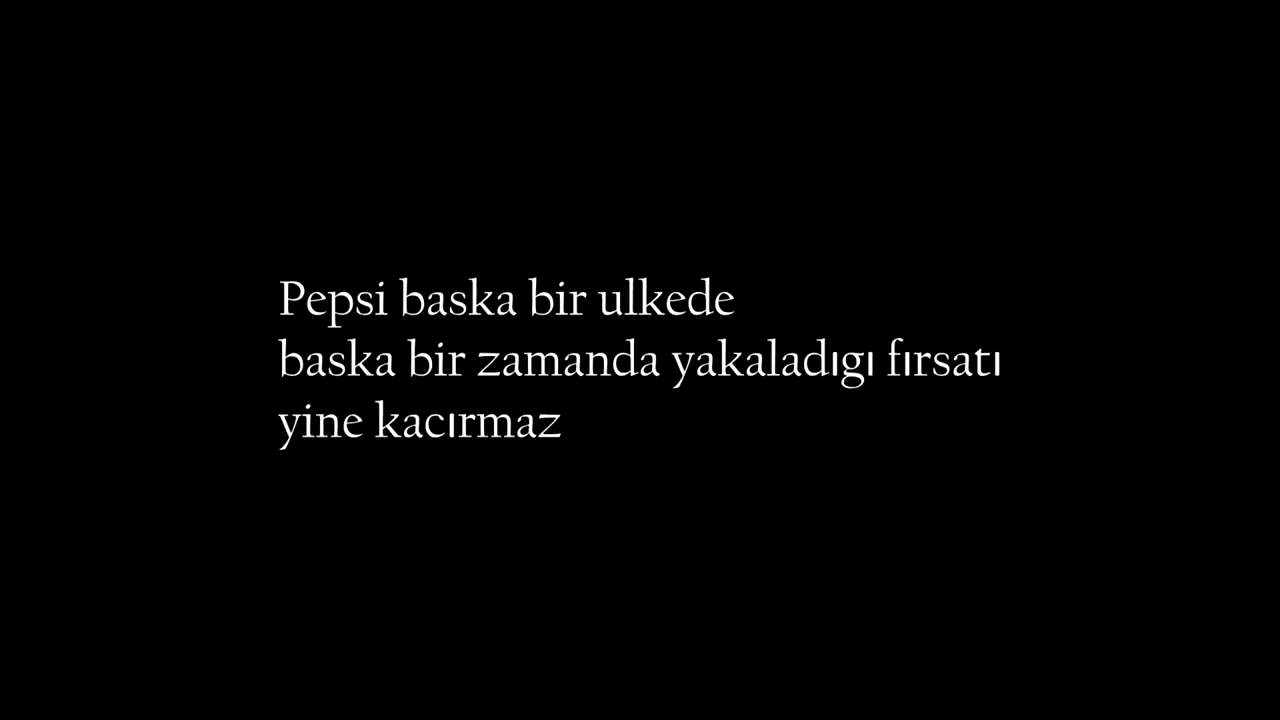 Pepsi baska bir ulkede
baska bir zamanda yakaladıgı fırsatı
yine kacırmaz